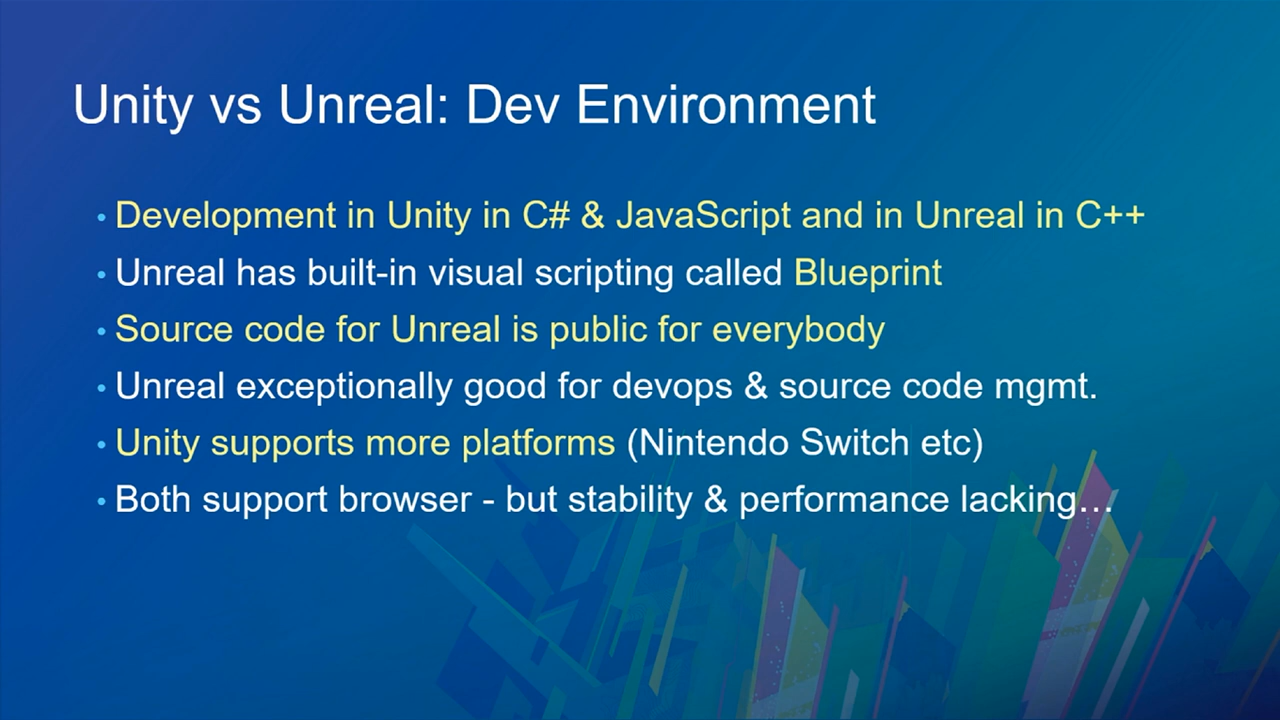 Unity vs Unreal: Dev Environment
• Development in Unity in C# & JavaScript and in Unreal in C++
• Unreal has built-in visual scripting called Blueprint
• Source code for Unreal is public for everybody
• Unreal exceptionally good for devops & source code mgmt.
• Unity supports more platforms (Nintendo Switch etc)
• Both support browser - but stability & performance lacking…